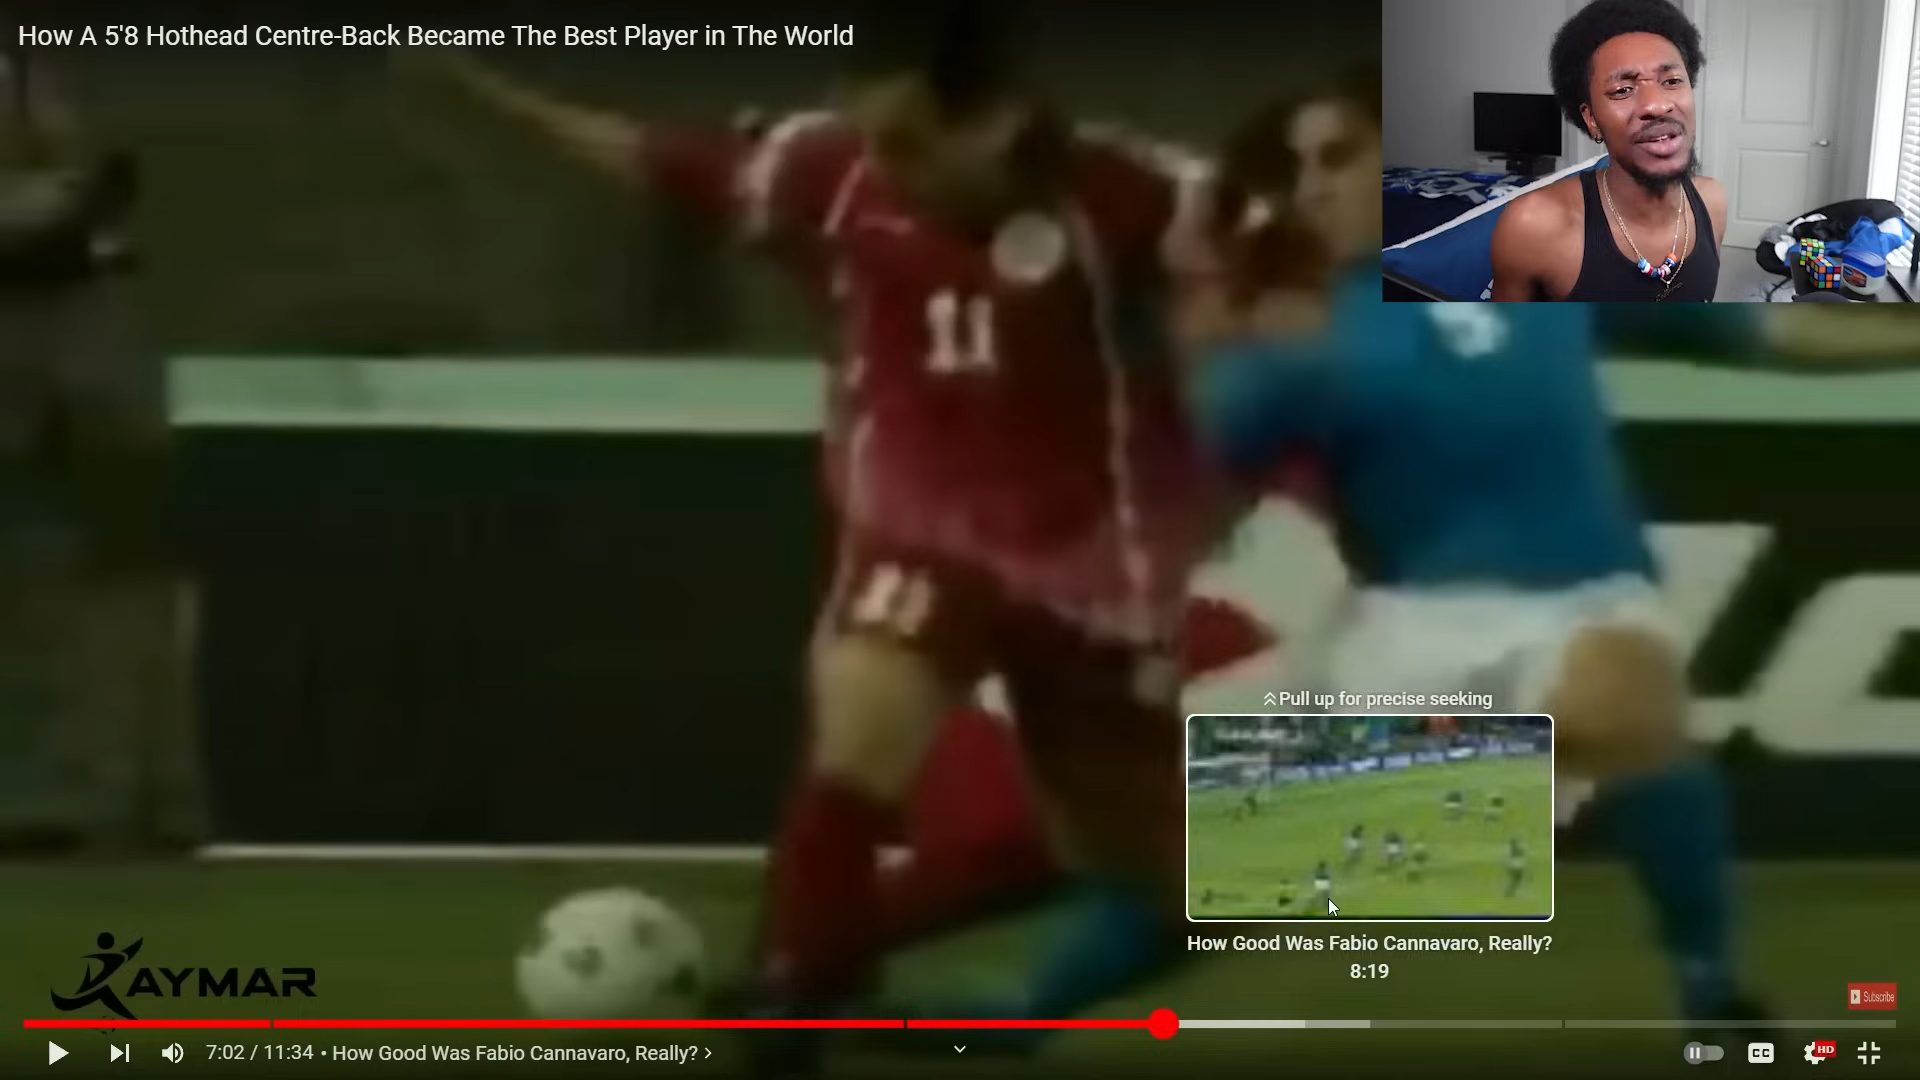 How A 5'8 Hothead Centre-Back Became The Best Player in The World
11
11
Pull up for precise seeking
How Good Was Fabio Cannavaro, Really?
8:19
AYMAR
Subscribe
7:02 / 11:34 • How Good Was Fabio Cannavaro, Really?
CC
HD